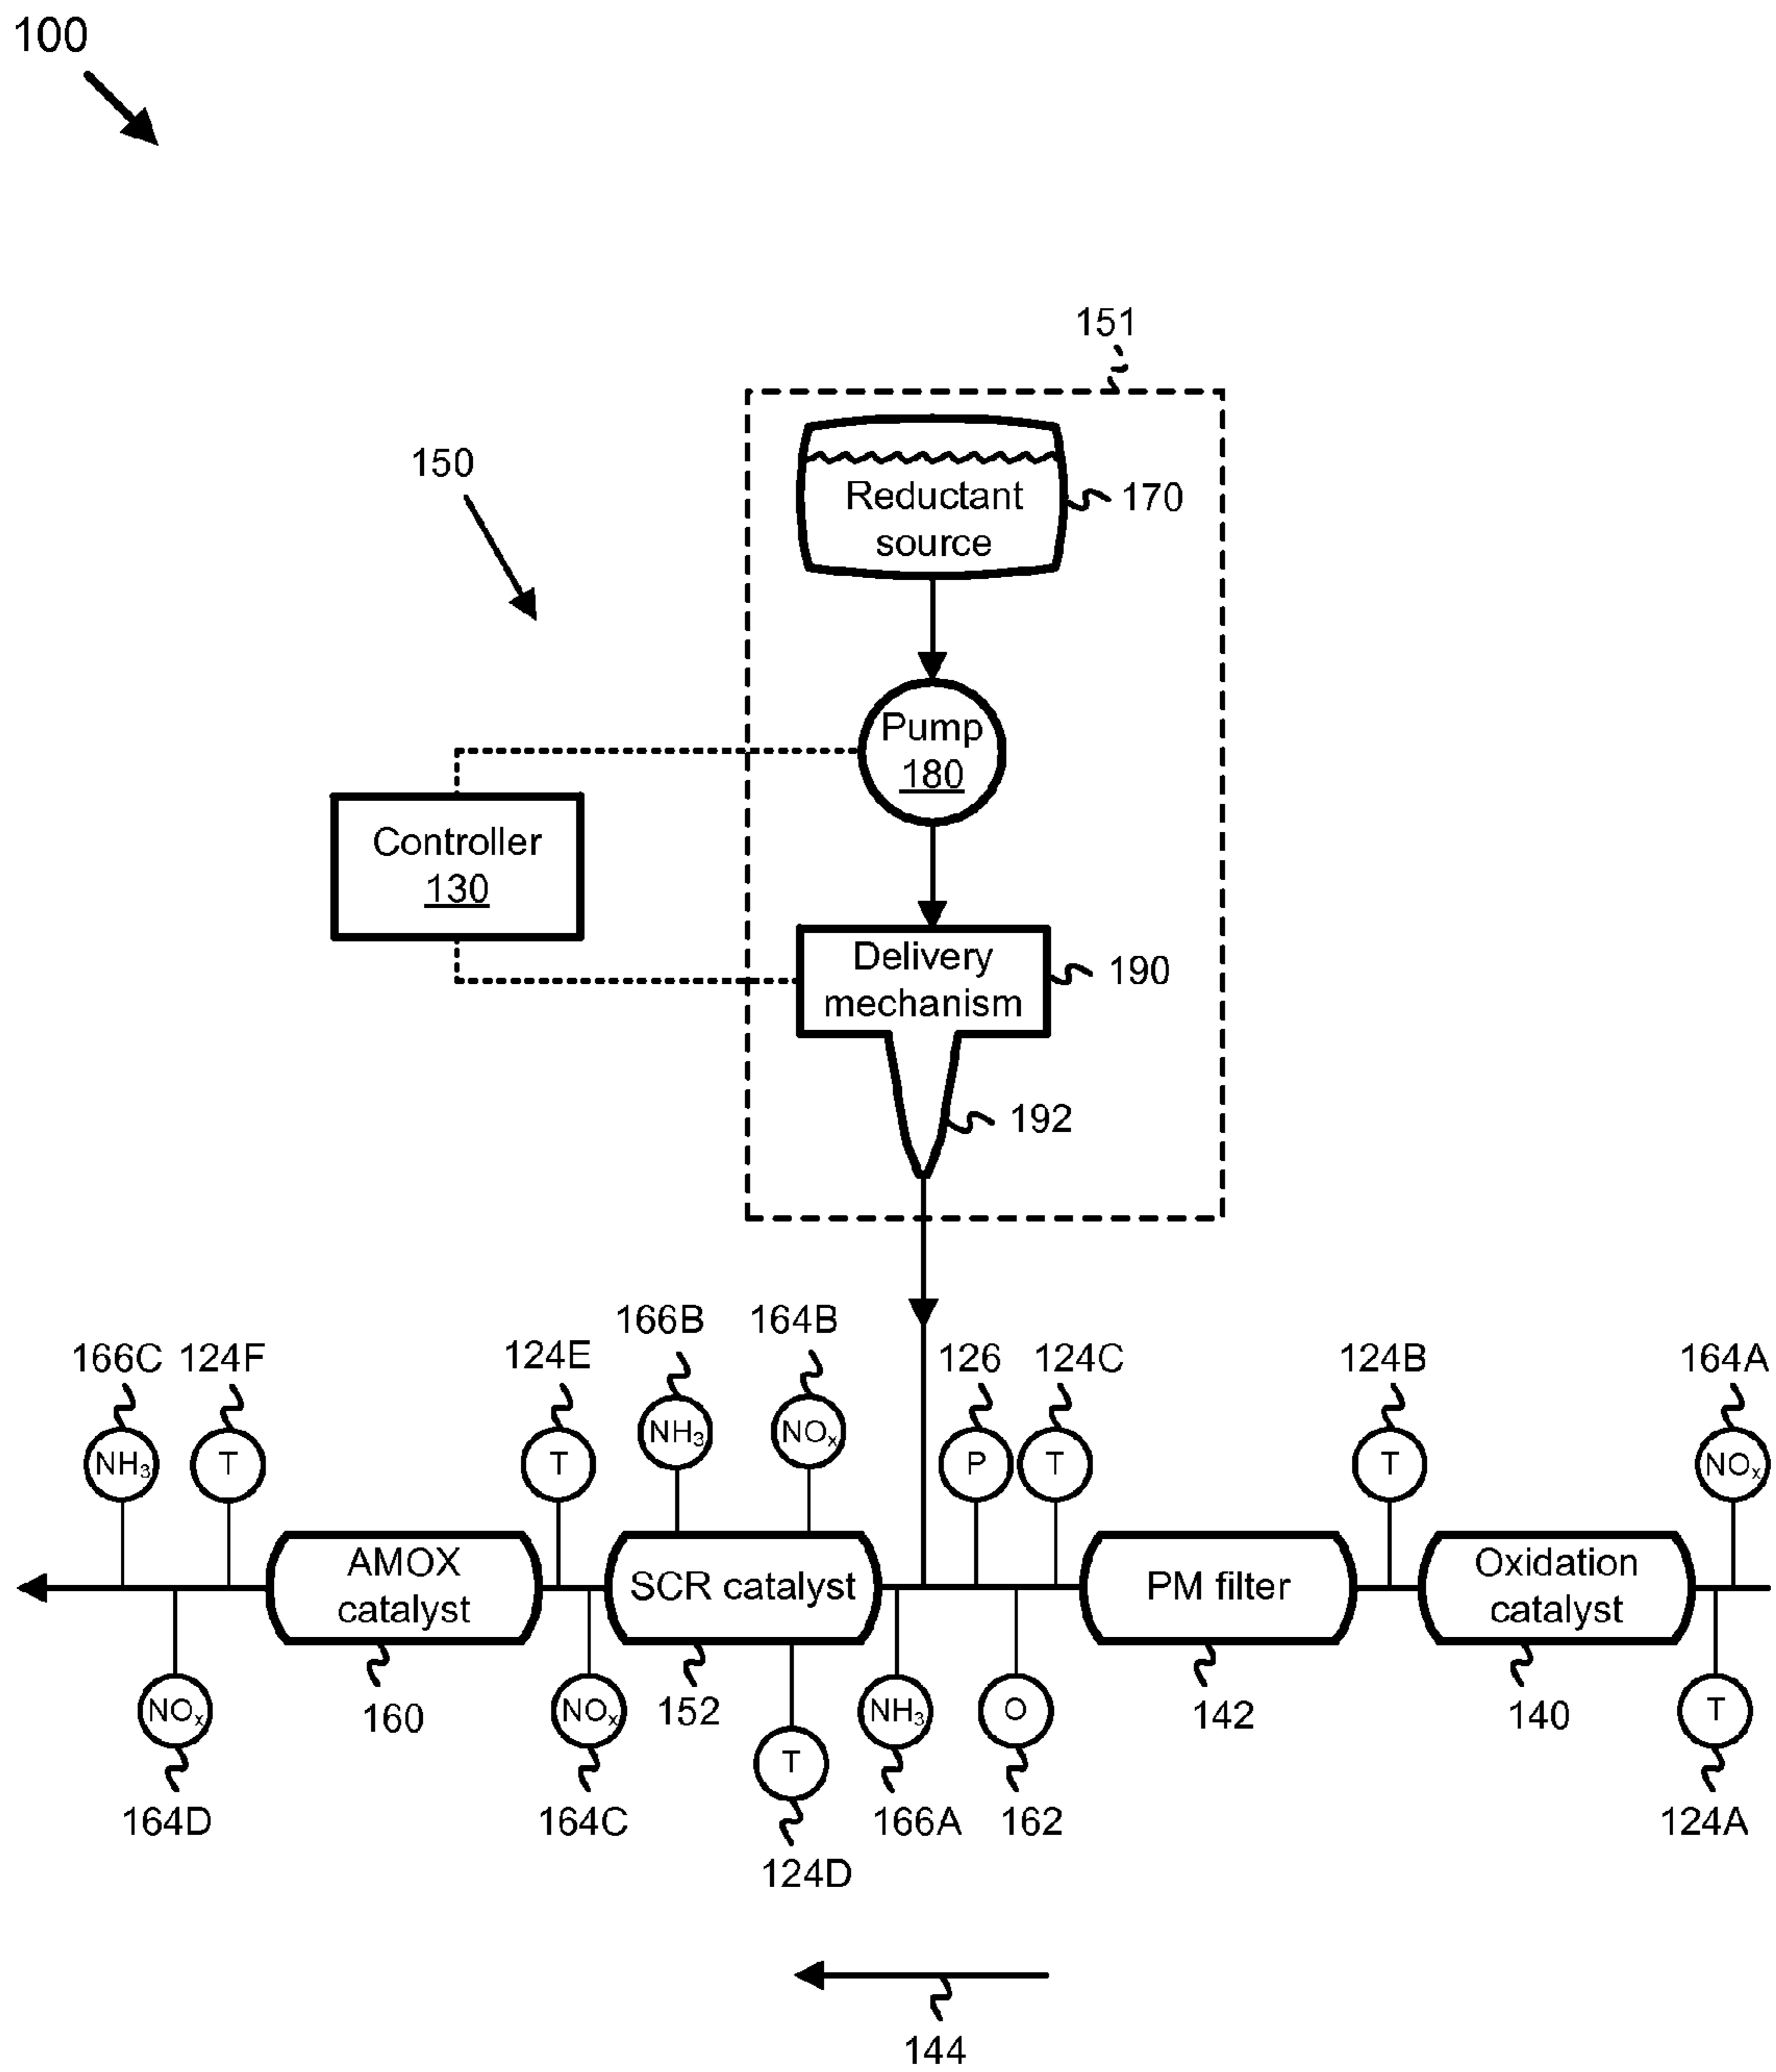 100
151
150
Reductant
source
170
Pump
180
Controller
130
Delivery
mechanism
190
192
166B
164B
166C
124F
124E
126
124C
124B
164A
NH₃
NOₓ
NH₃
T
T
P
T
T
NOₓ
AMOX
catalyst
SCR catalyst
PM filter
Oxidation
catalyst
160
152
142
140
NOₓ
NOₓ
NH₃
O
T
T
164D
164C
166A
162
124A
124D
144